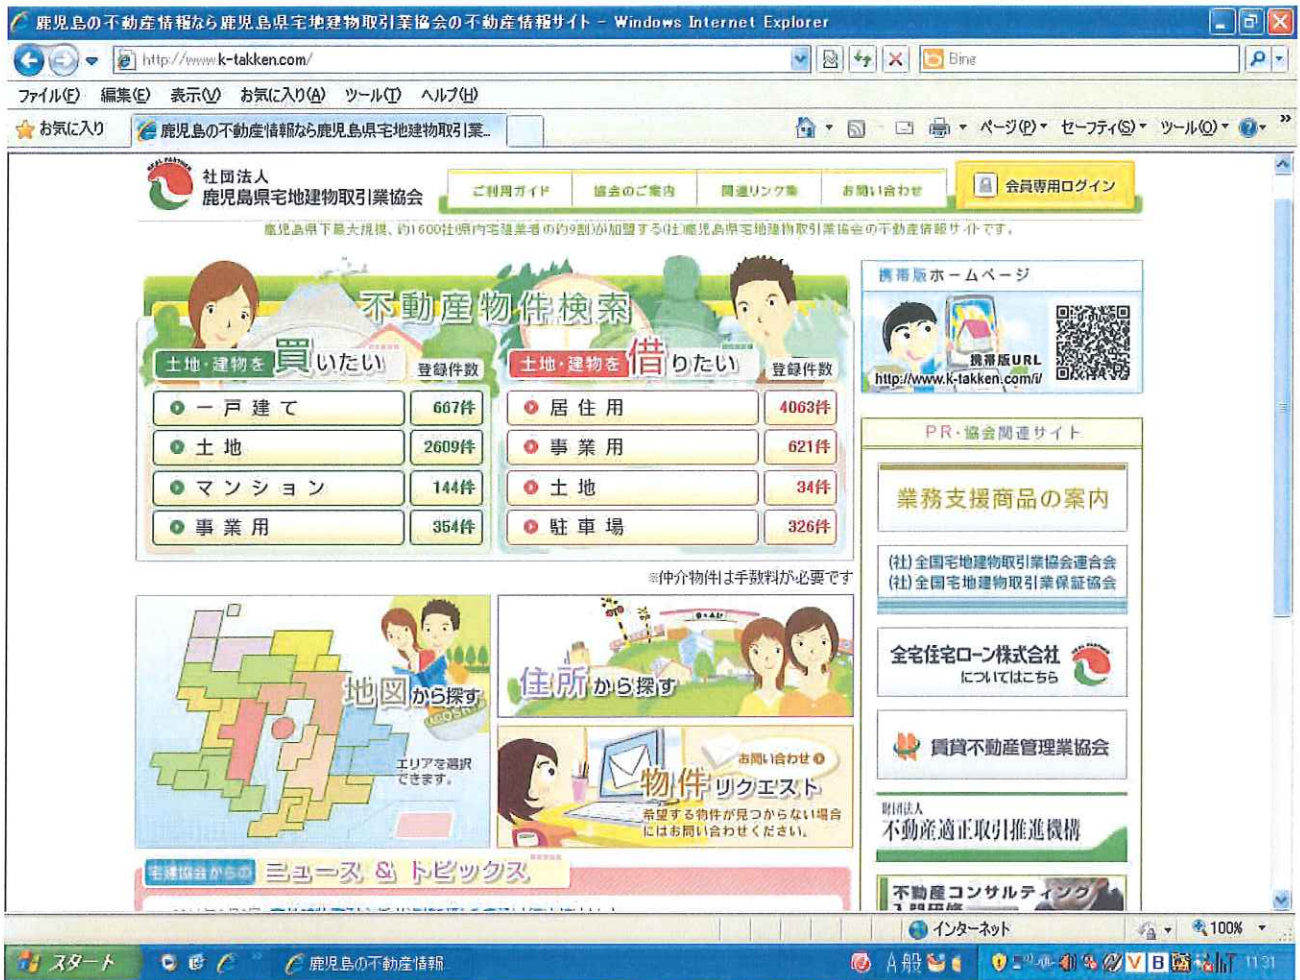 鹿児島の不動産情報なら鹿児島県宅地建物取引業協会の不動産情報サイト - Windows Internet Explorer
http://www.k-takken.com/
Bing
ファイル(F) 編集(E) 表示(V) お気に入り(A) ツール(T) ヘルプ(H)
お気に入り 鹿児島の不動産情報なら鹿児島県宅地建物取引業... ページ(P) セーフティ(S) ツール(O)
社団法人
鹿児島県宅地建物取引業協会
ご利用ガイド 協会のご案内 関連リンク集 お問い合わせ 会員専用ログイン
鹿児島県下最大規模、約1600社(県内宅建業者の約9割)が加盟する(社)鹿児島県宅地建物取引業協会の不動産情報サイトです。
不動産物件検索
土地・建物を買いたい 登録件数
一戸建て 667件
土地 2609件
マンション 144件
事業用 354件
土地・建物を借りたい 登録件数
居住用 4063件
事業用 621件
土地 34件
駐車場 326件
※仲介物件は手数料が必要です
地図から探す
エリアを選択
できます。
住所から探す
お問い合わせ
物件リクエスト
希望する物件が見つからない場合
にはお問い合わせください。
宅建協会からの ニュース & トピックス
携帯版ホームページ
携帯版URL
http://www.k-takken.com/i/
PR・協会関連サイト
業務支援商品の案内
(社)全国宅地建物取引業協会連合会
(社)全国宅地建物取引業保証協会
全宅住宅ローン株式会社
についてはこちら
賃貸不動産管理業協会
財団法人
不動産適正取引推進機構
不動産コンサルティング
入門研修
インターネット 100%
スタート 鹿児島の不動産情報... A 般 11:31